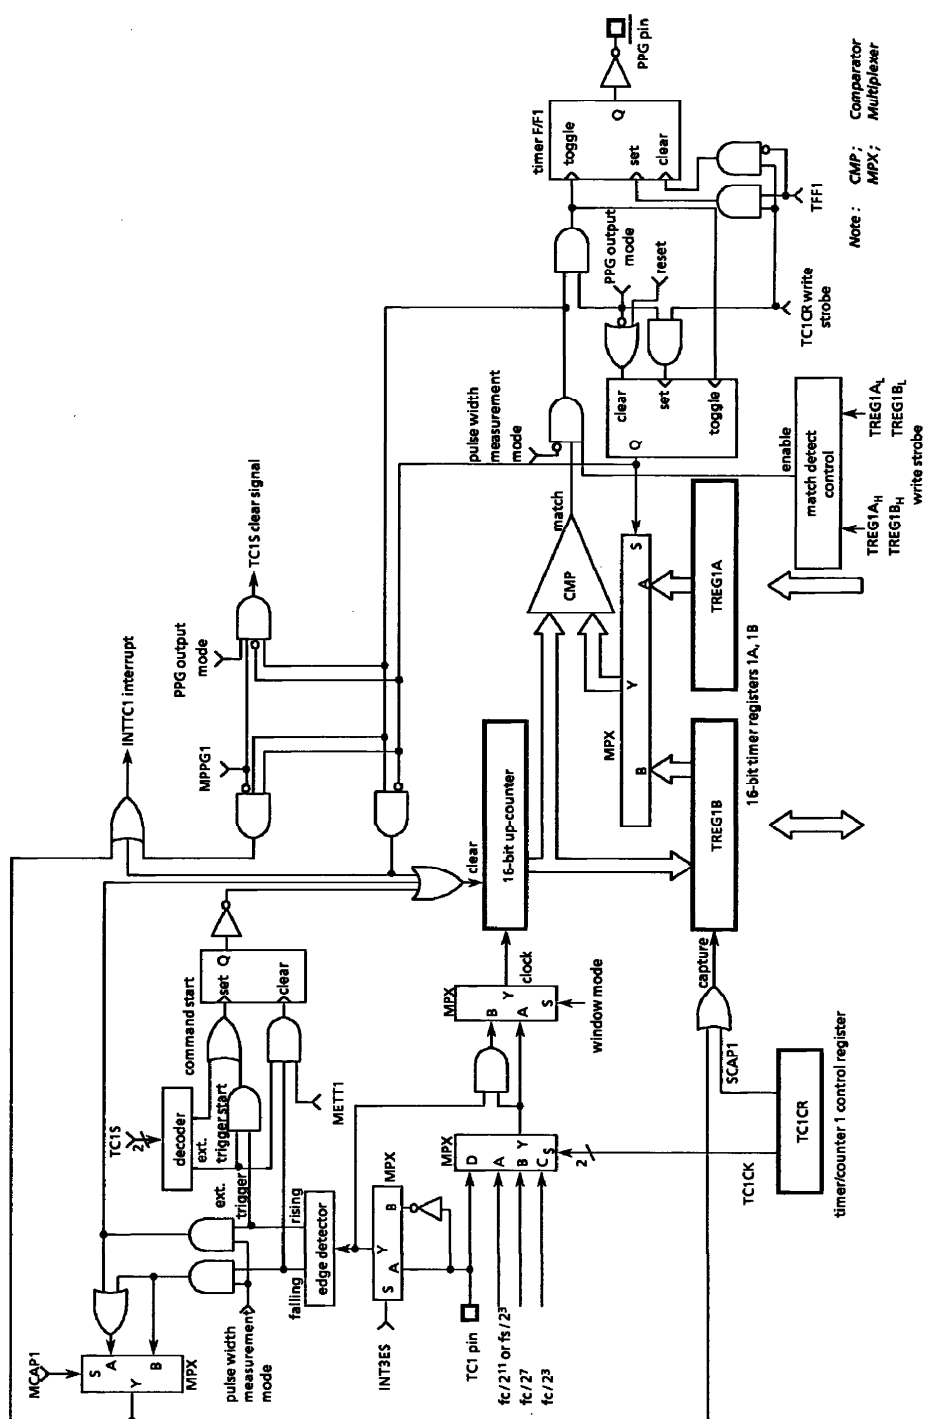 MCAP1
S
A
B
Y
MPX
pulse width
measurement
mode
TC1S
2
decoder
ext.
trigger start
command start
ext.
trigger
rising
falling
edge detector
METT1
set
Q
clear
INTTC1 interrupt
MPPG1
PPG output
mode
TC1S clear signal
INT3ES
S
A
Y
B
MPX
TC1 pin
fc/2¹¹ or fs/2³
fc/2⁷
fc/2³
MPX
D
A
B
C
Y
S
2
TC1CK
MPX
B
A
Y
S
window mode
clock
clear
16-bit up-counter
CMP
match
pulse width
measurement
mode
MPX
B
Y
A
S
TREG1B
TREG1A
16-bit timer registers 1A, 1B
capture
SCAP1
TC1CR
timer/counter 1 control register
enable
match detect
control
TREG1A_H
TREG1B_H
TREG1A_L
TREG1B_L
write strobe
Q
clear
set
toggle
PPG output
mode
reset
TC1CR write
strobe
timer F/F1
toggle
set
clear
Q
PPG pin
TFF1
Note : CMP ; Comparator
MPX ; Multiplexer